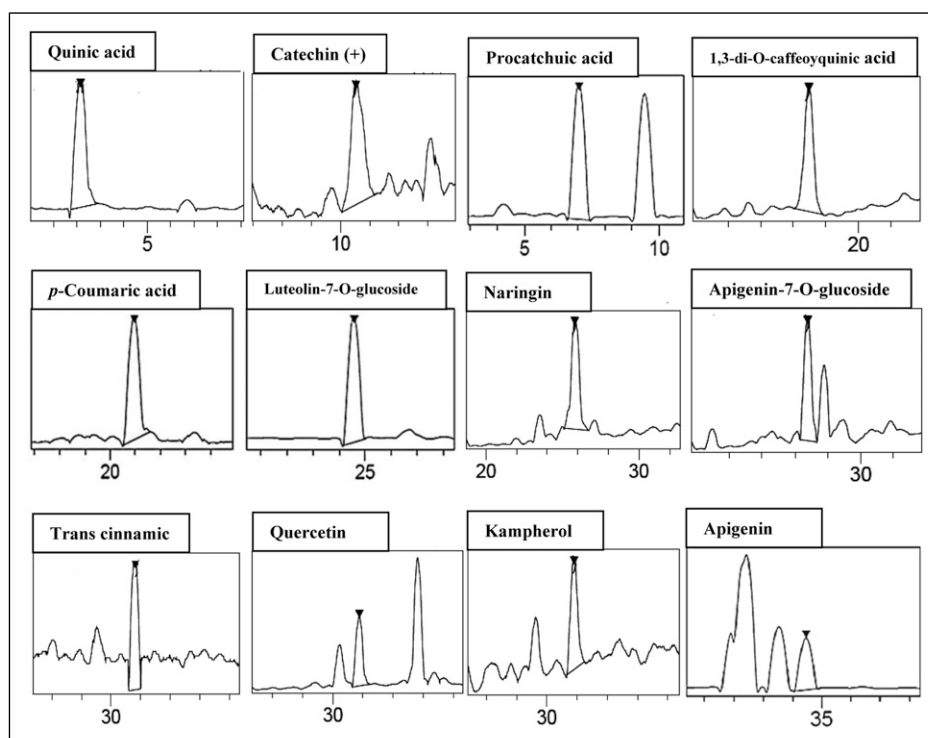 Quinic acid
Catechin (+)
Procatchuic acid
1,3-di-O-caffeoyquinic acid
5
10
5 10
20
p-Coumaric acid
Luteolin-7-O-glucoside
Naringin
Apigenin-7-O-glucoside
20
25
20 30
30
Trans cinnamic
Quercetin
Kampherol
Apigenin
30
30
30
35